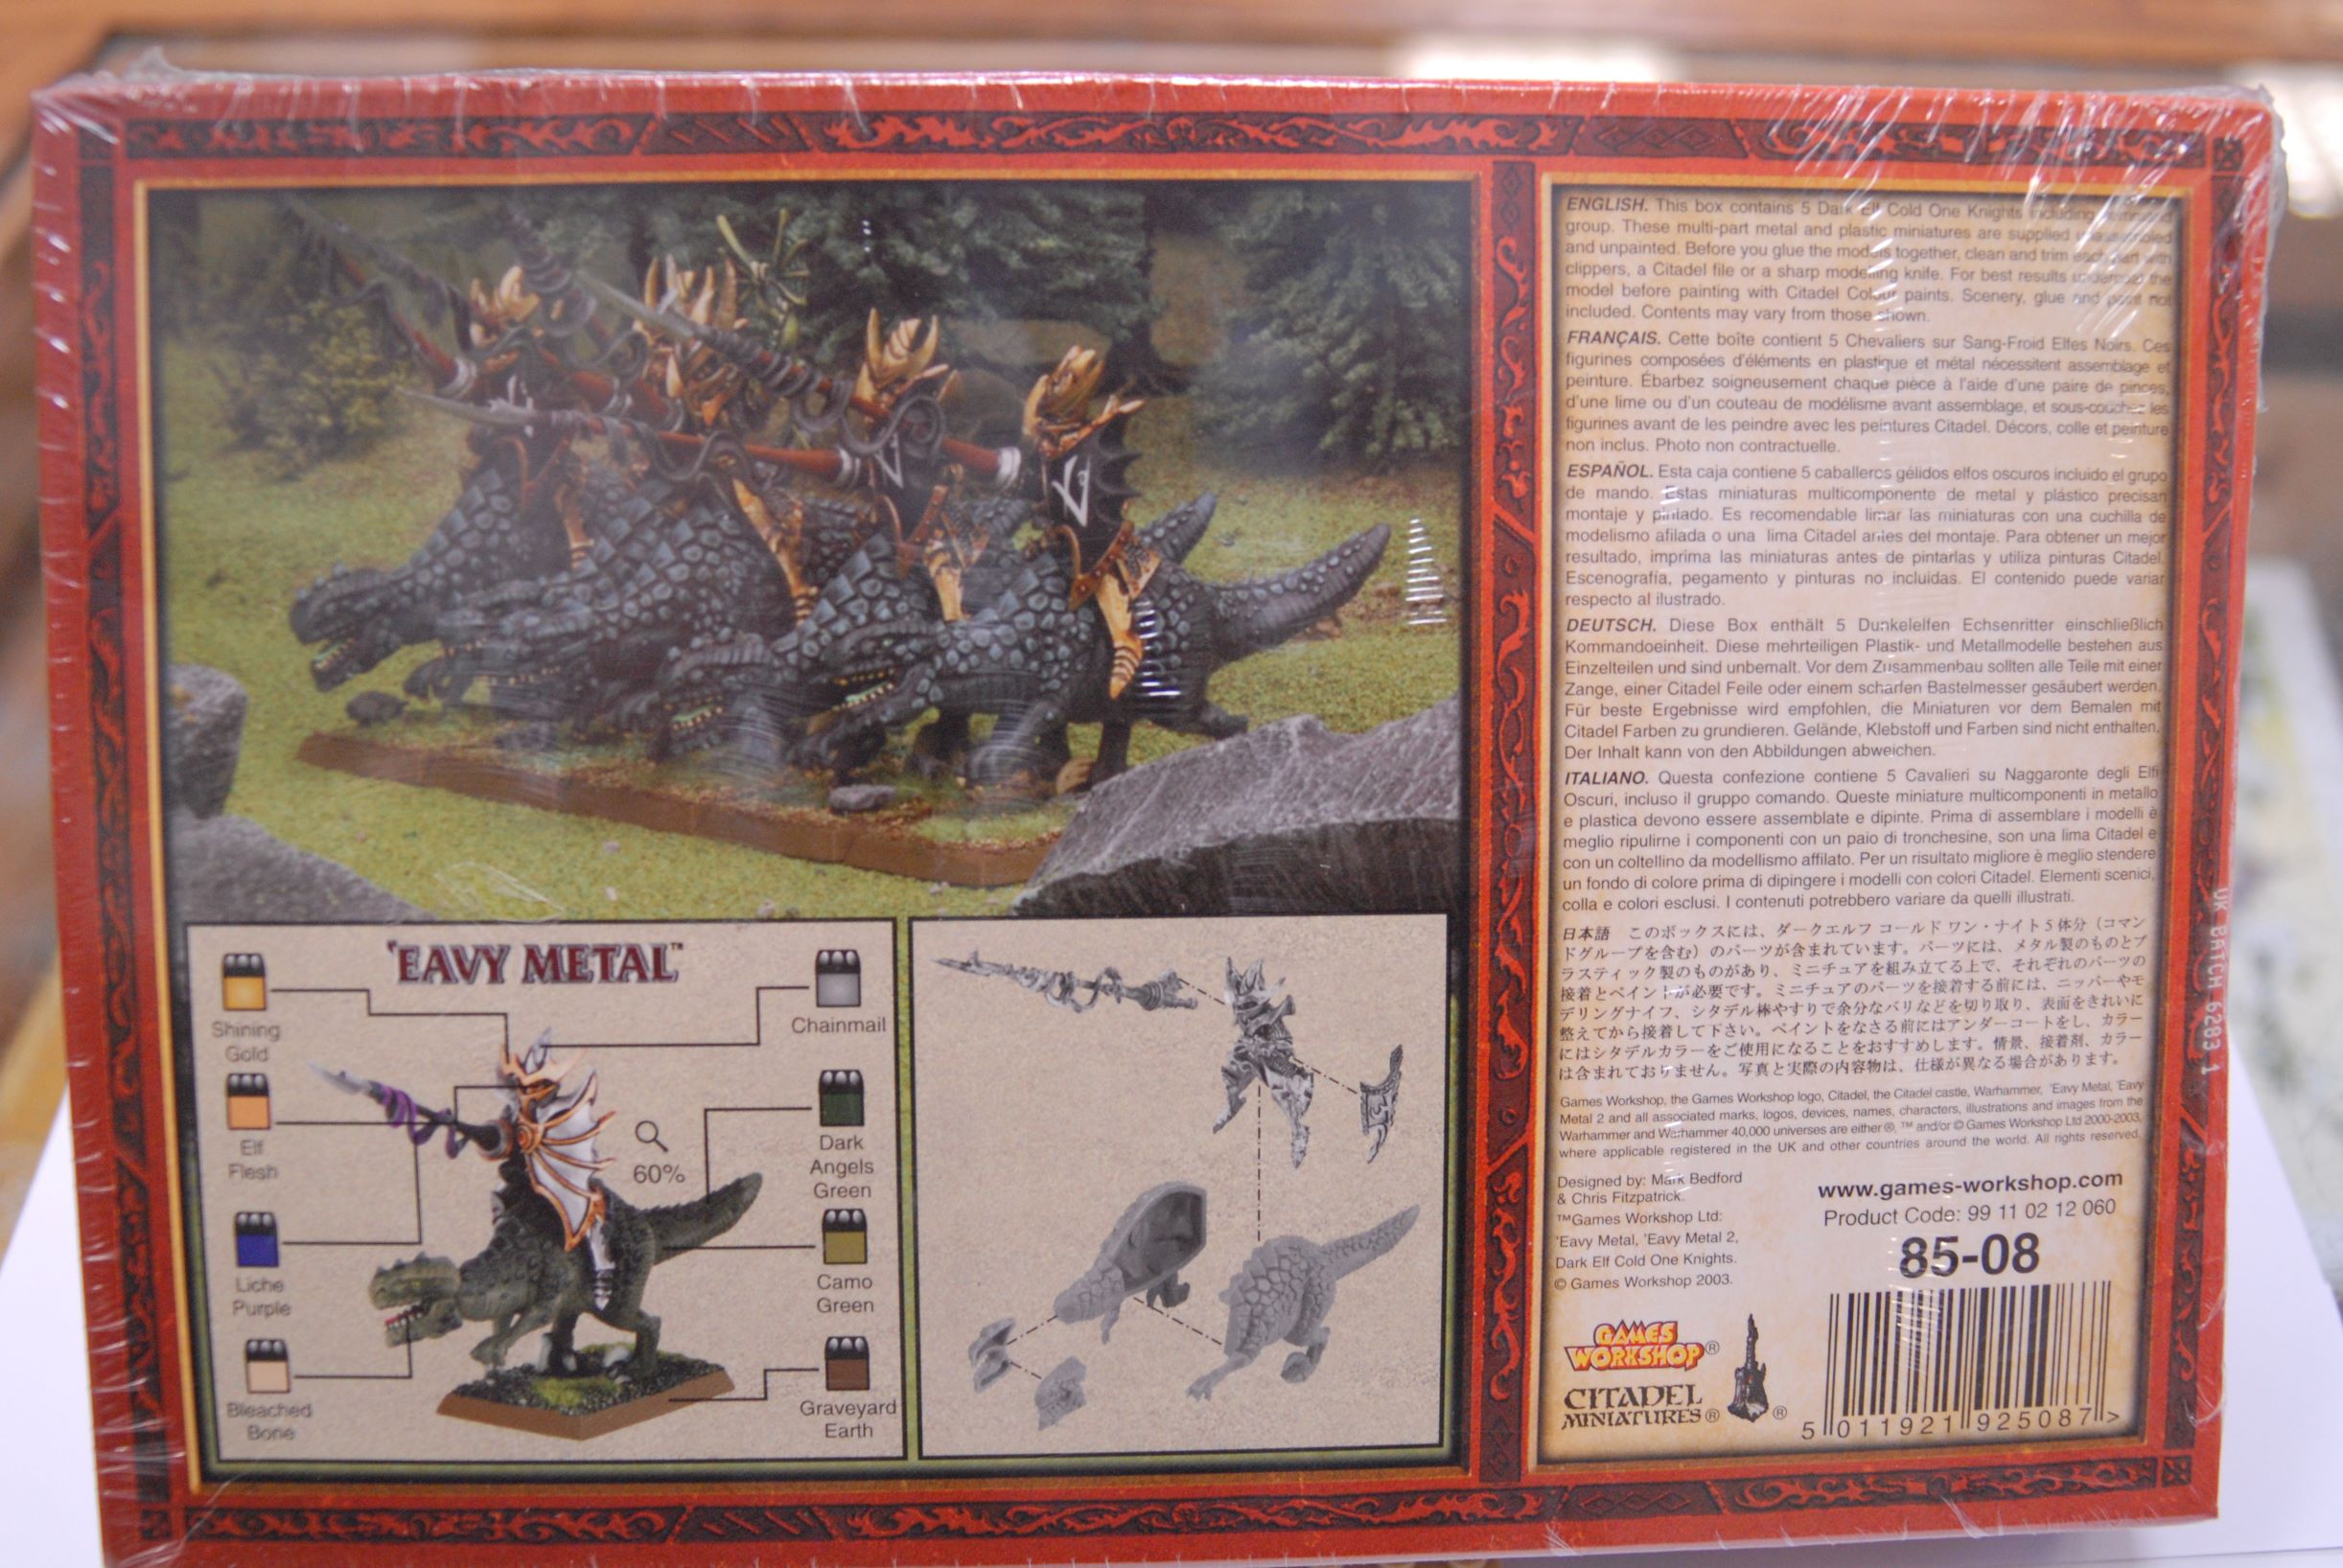 'EAVY METAL™
Shining
Gold
Elf
Flesh
Liche
Purple
Bleached
Bone
60%
Chainmail
Dark
Angels
Green
Camo
Green
Graveyard
Earth
ENGLISH. This box contains 5 Dark Elf Cold One Knights including
group. These multi-part metal and plastic miniatures are supplied unassembled
and unpainted. Before you glue the models together, clean and trim each part with
clippers, a Citadel file or a sharp modelling knife. For best results undercoat the
model before painting with Citadel Colour paints. Scenery, glue and paint not
included. Contents may vary from those shown.
FRANÇAIS. Cette boîte contient 5 Chevaliers sur Sang-Froid Elfes Noirs. Ces
figurines composées d'éléments en plastique et métal nécessitent assemblage et
peinture. Ébarbez soigneusement chaque pièce à l'aide d'une paire de pinces,
d'une lime ou d'un couteau de modélisme avant assemblage, et sous-couchez les
figurines avant de les peindre avec les peintures Citadel. Décors, colle et peinture
non inclus. Photo non contractuelle.
ESPAÑOL. Esta caja contiene 5 caballeros gélidos elfos oscuros incluido el grupo
de mando. Estas miniaturas multicomponente de metal y plástico precisan
montaje y pintado. Es recomendable limar las miniaturas con una cuchilla de
modelismo afilada o una lima Citadel antes del montaje. Para obtener un mejor
resultado, imprima las miniaturas antes de pintarlas y utiliza pinturas Citadel.
Escenografía, pegamento y pinturas no incluidas. El contenido puede variar
respecto al ilustrado.
DEUTSCH. Diese Box enthält 5 Dunkelelfen Echsenritter einschließlich
Kommandoeinheit. Diese mehrteiligen Plastik- und Metallmodelle bestehen aus
Einzelteilen und sind unbemalt. Vor dem Zusammenbau sollten alle Teile mit einer
Zange, einer Citadel Feile oder einem scharfen Bastelmesser gesäubert werden.
Für beste Ergebnisse wird empfohlen, die Miniaturen vor dem Bemalen mit
Citadel Farben zu grundieren. Gelände, Klebstoff und Farben sind nicht enthalten.
Der Inhalt kann von den Abbildungen abweichen.
ITALIANO. Questa confezione contiene 5 Cavalieri su Naggaronte degli Elfi
Oscuri, incluso il gruppo comando. Queste miniature multicomponenti in metallo
e plastica devono essere assemblate e dipinte. Prima di assemblare i modelli è
meglio ripulirne i componenti con un paio di tronchesine, son una lima Citadel e
con un coltellino da modellismo affilato. Per un risultato migliore è meglio stendere
un fondo di colore prima di dipingere i modelli con colori Citadel. Elementi scenici,
colla e colori esclusi. I contenuti potrebbero variare da quelli illustrati.
日本語 このボックスには、ダークエルフ コールド ワン・ナイト5体分（コマン
ドグループを含む）のパーツが含まれています。パーツには、メタル製のものとプ
ラスティック製のものがあり、ミニチュアを組み立てる上で、それぞれのパーツの
接着とペイントが必要です。ミニチュアのパーツを接着する前には、ニッパーやモ
デリングナイフ、シタデル棒やすりで余分なバリなどを切り取り、表面をきれいに
整えてから接着して下さい。ペイントをなさる前にはアンダーコートをし、カラー
にはシタデルカラーをご使用になることをおすすめします。情景、接着剤、カラー
は含まれておりません。写真と実際の内容物は、仕様が異なる場合があります。
Games Workshop, the Games Workshop logo, Citadel, the Citadel castle, Warhammer, 'Eavy Metal, 'Eavy
Metal 2 and all associated marks, logos, devices, names, characters, illustrations and images from the
Warhammer and Warhammer 40,000 universes are either ®, ™ and/or © Games Workshop Ltd 2000-2003,
where applicable registered in the UK and other countries around the world. All rights reserved.
Designed by: Mark Bedford
& Chris Fitzpatrick.
™Games Workshop Ltd:
'Eavy Metal, 'Eavy Metal 2,
Dark Elf Cold One Knights.
© Games Workshop 2003.
www.games-workshop.com
Product Code: 99 11 02 12 060
85-08
GAMES
WORKSHOP®
CITADEL
MINIATURES®
®
5 011921 925087 >
UK BATCH 6283 1